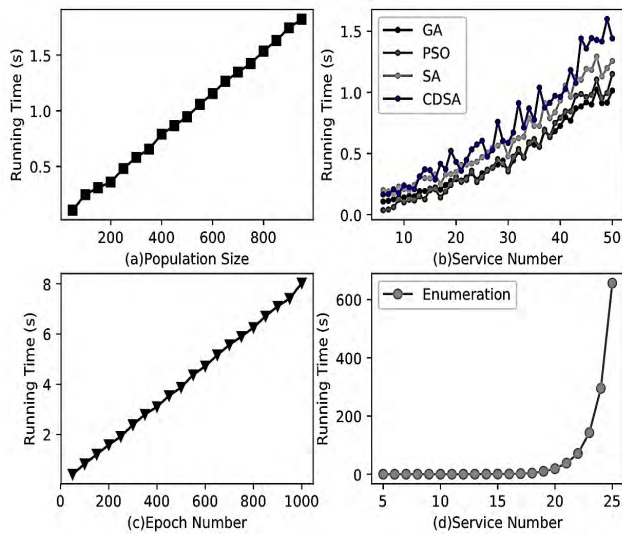 Running Time (s)
1.5
1.0
0.5
200
400
600
800
(a)Population Size
Running Time (s)
1.5
1.0
0.5
0.0
GA
PSO
SA
CDSA
10
20
30
40
50
(b)Service Number
Running Time (s)
8
6
4
2
0
200
400
600
800
1000
(c)Epoch Number
Running Time (s)
600
400
200
0
Enumeration
5
10
15
20
25
(d)Service Number